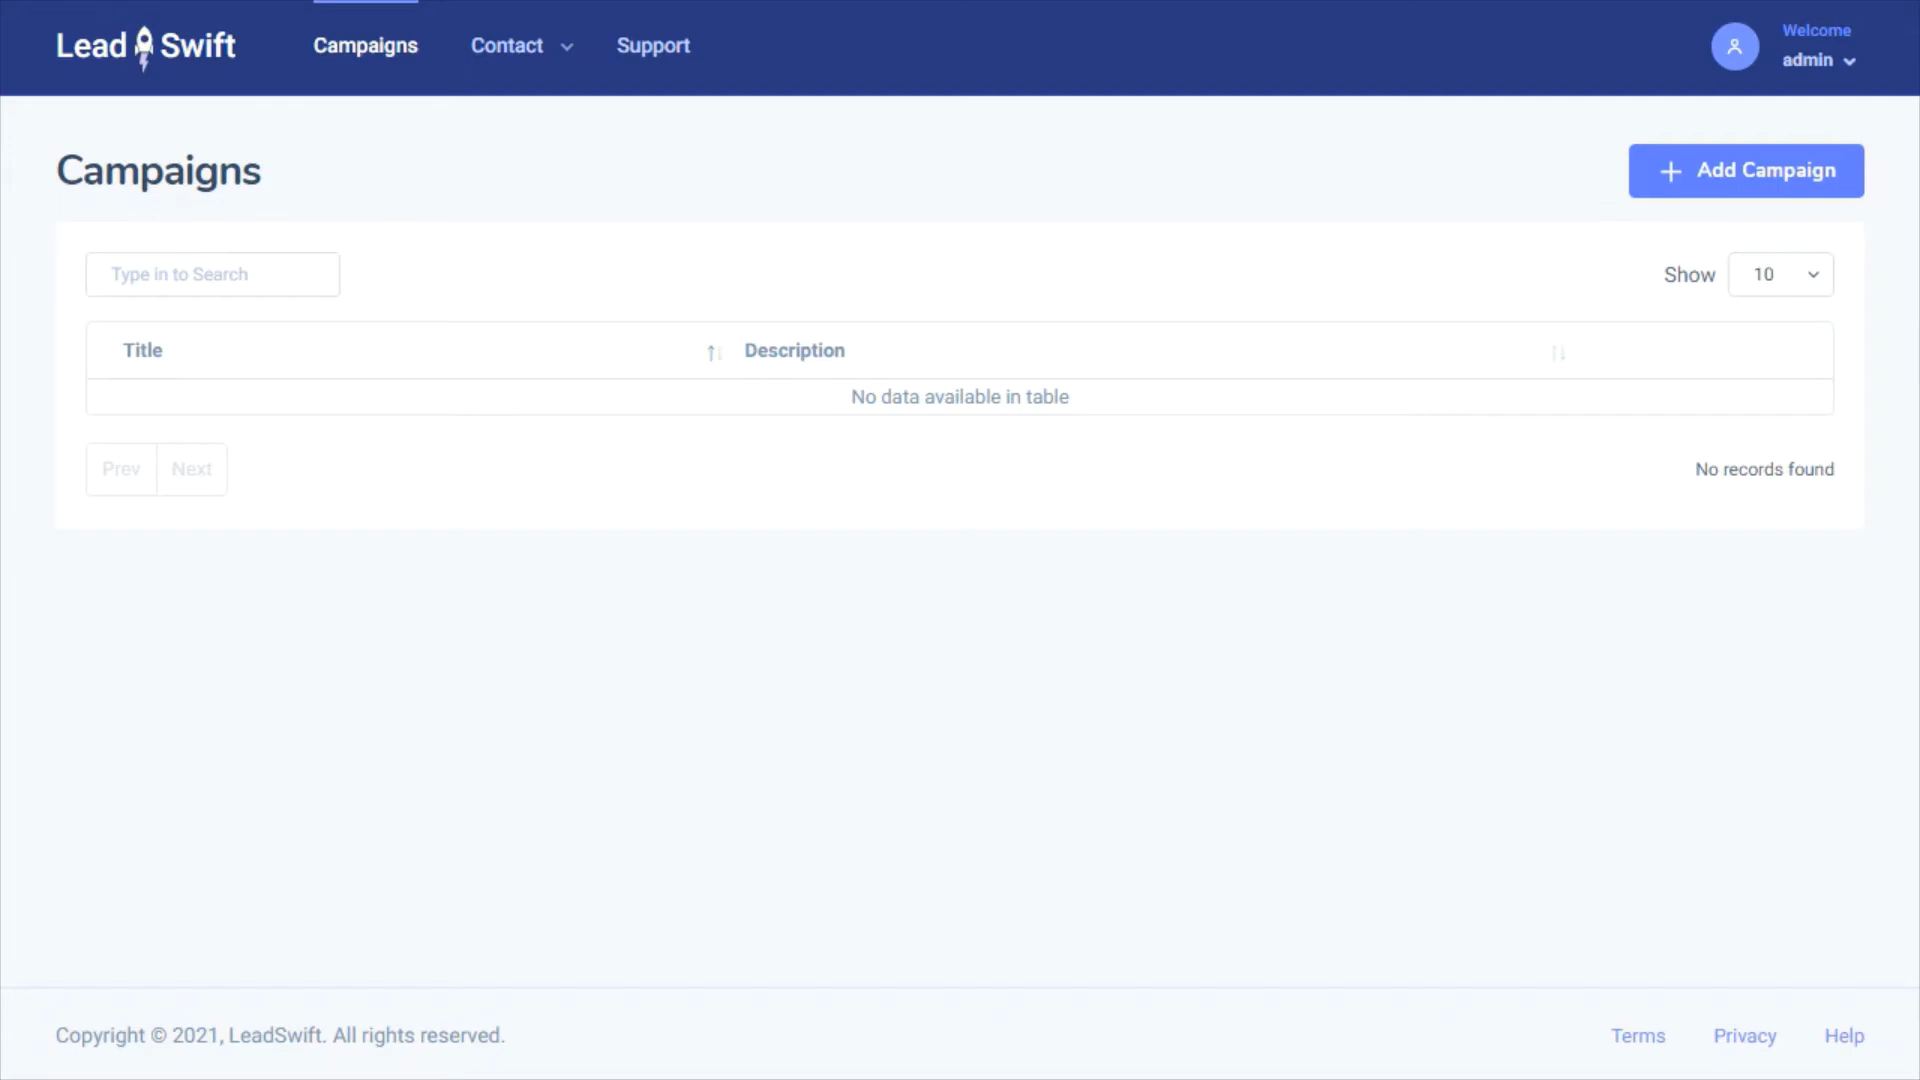 Lead Swift
Campaigns
Contact
Support
Welcome
admin
Campaigns
Add Campaign
Type in to Search
Show 10
Title
Description
No data available in table
Prev
Next
No records found
Copyright © 2021, LeadSwift. All rights reserved.
Terms
Privacy
Help